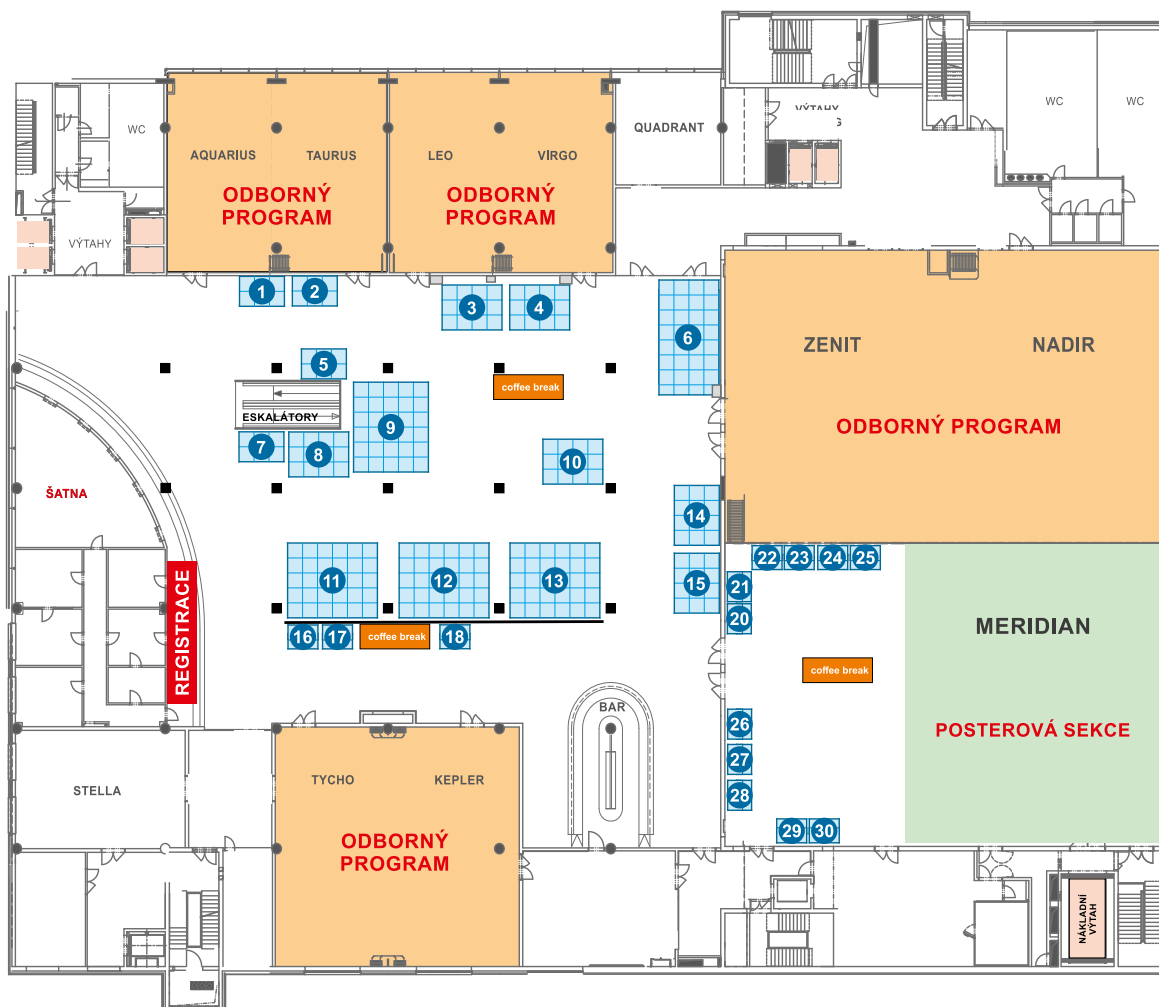 WC
AQUARIUS
TAURUS
ODBORNÝ
PROGRAM
LEO
VIRGO
ODBORNÝ
PROGRAM
QUADRANT
VÝTAHY
WC
WC
VÝTAHY
1
2
3
4
5
6
ZENIT
NADIR
ODBORNÝ PROGRAM
coffee break
ESKALÁTORY
7
8
9
10
ŠATNA
REGISTRACE
11
12
13
14
15
16
17
coffee break
18
22
23
24
25
21
20
MERIDIAN
coffee break
POSTEROVÁ SEKCE
26
27
28
29
30
BAR
STELLA
TYCHO
KEPLER
ODBORNÝ
PROGRAM
NÁKLADNÍ
VÝTAH